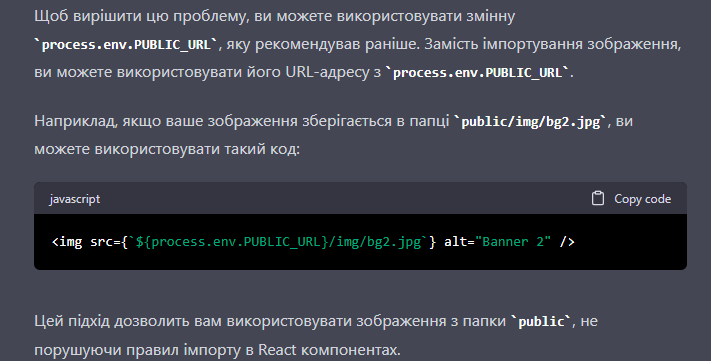 Щоб вирішити цю проблему, ви можете використовувати змінну
`process.env.PUBLIC_URL`, яку рекомендував раніше. Замість імпортування зображення,
ви можете використовувати його URL-адресу з `process.env.PUBLIC_URL`.
Наприклад, якщо ваше зображення зберігається в папці `public/img/bg2.jpg`, ви
можете використовувати такий код:
javascript Copy code
<img src={`${process.env.PUBLIC_URL}/img/bg2.jpg`} alt="Banner 2" />
Цей підхід дозволить вам використовувати зображення з папки `public`, не
порушуючи правил імпорту в React компонентах.